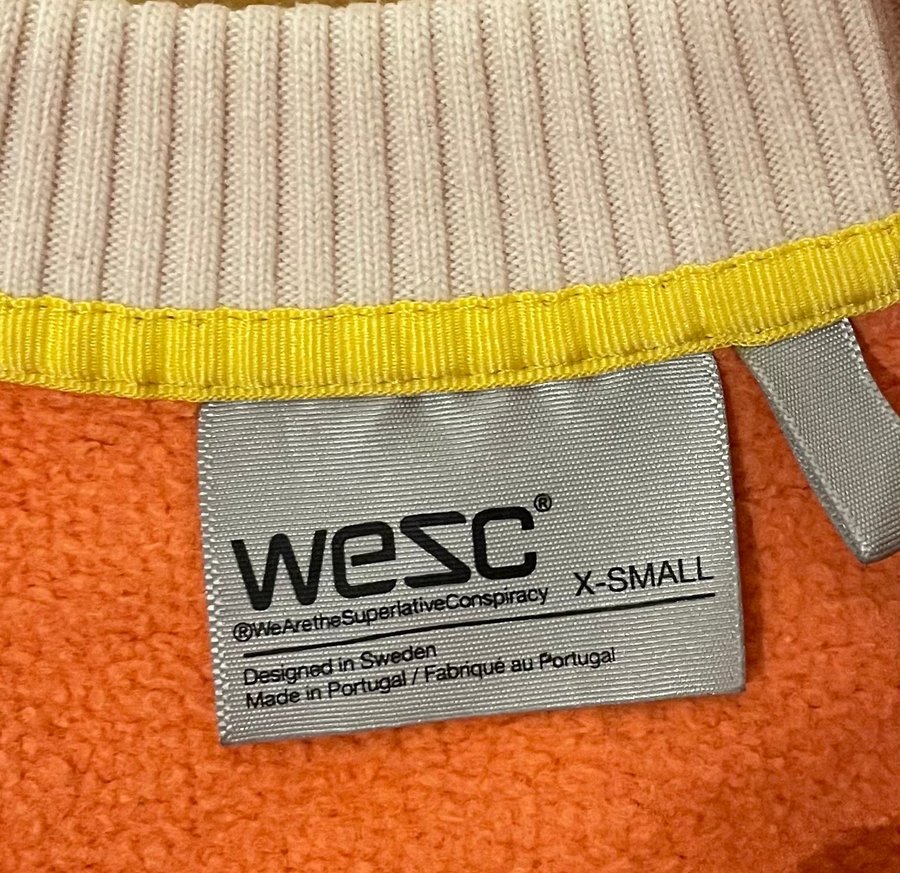 wesc®
X-SMALL
®WeAretheSuperlativeConspiracy
Designed in Sweden
Made in Portugal / Fabriqué au Portugal